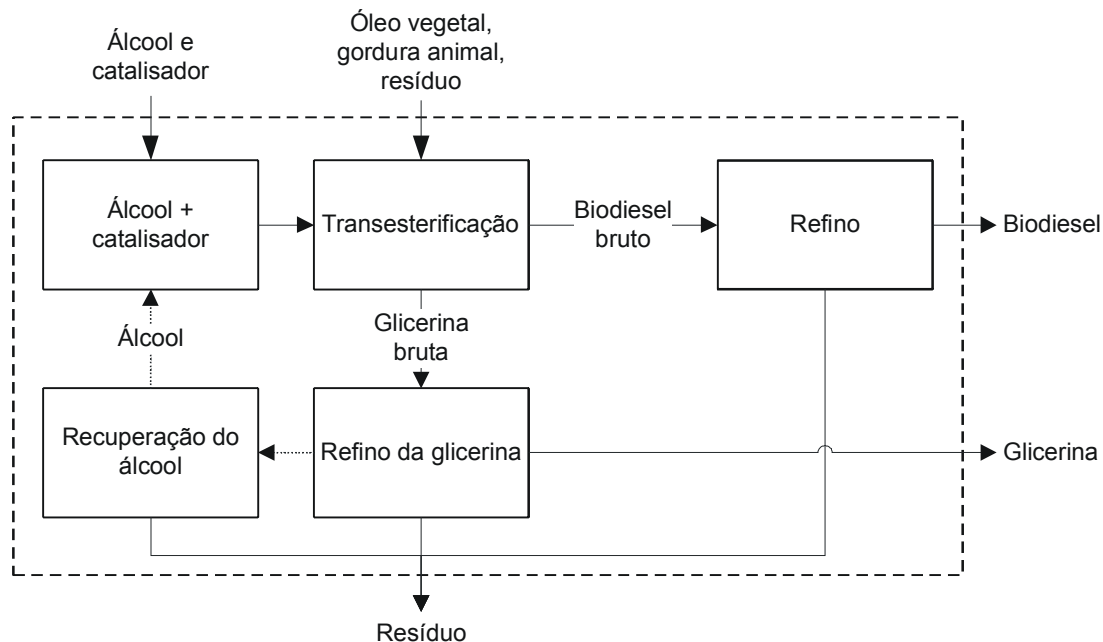 Álcool e
catalisador
Óleo vegetal,
gordura animal,
resíduo
Álcool +
catalisador
Transesterificação
Biodiesel
bruto
Refino
Biodiesel
Álcool
Glicerina
bruta
Recuperação do
álcool
Refino da glicerina
Glicerina
Resíduo